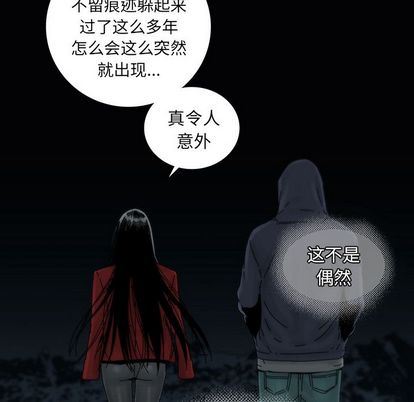 不留痕迹躲起来
过了这么多年
怎么会这么突然
就出现...
真令人
意外
这不是
偶然